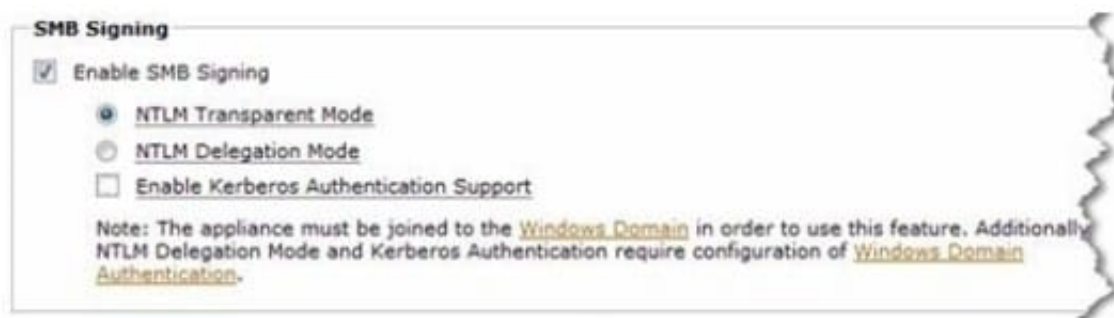 SMB Signing
Enable SMB Signing
NTLM Transparent Mode
NTLM Delegation Mode
Enable Kerberos Authentication Support
Note: The appliance must be joined to the Windows Domain in order to use this feature. Additionally
NTLM Delegation Mode and Kerberos Authentication require configuration of Windows Domain
Authentication.